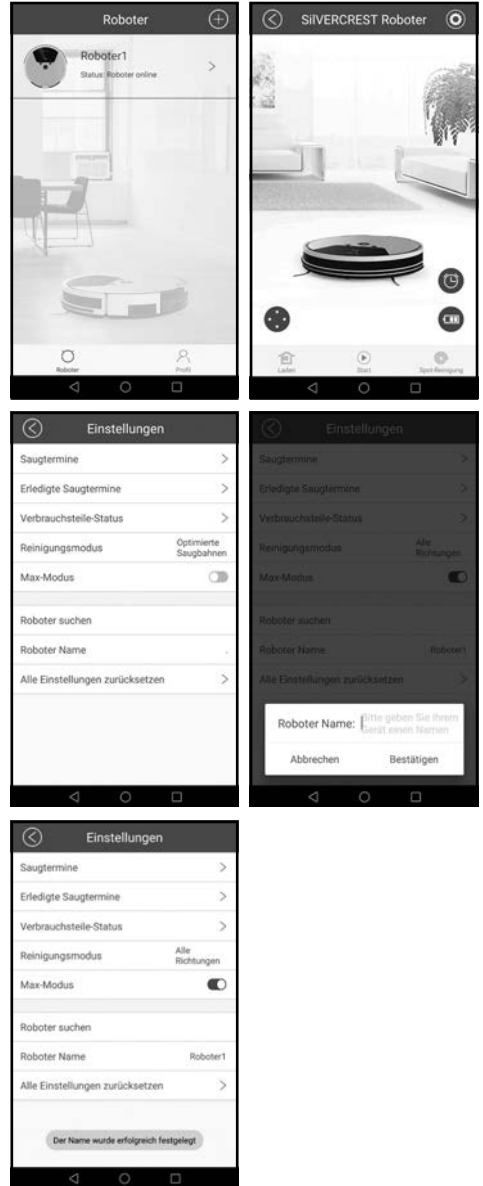 Roboter
Roboter1
Status: Roboter online
Roboter
Profil
SilVERCREST Roboter
Laden
Start
Spot-Reinigung
Einstellungen
Saugtermine
Erledigte Saugtermine
Verbrauchsteile-Status
Reinigungsmodus
Optimierte
Saugbahnen
Max-Modus
Roboter suchen
Roboter Name
Alle Einstellungen zurücksetzen
Einstellungen
Saugtermine
Erledigte Saugtermine
Verbrauchsteile-Status
Reinigungsmodus
Alle
Richtungen
Max-Modus
Roboter suchen
Roboter Name Roboter1
Alle Einstellungen zurücksetzen
Roboter Name: Bitte geben Sie Ihrem
Gerät einen Namen
Abbrechen Bestätigen
Einstellungen
Saugtermine
Erledigte Saugtermine
Verbrauchsteile-Status
Reinigungsmodus
Alle
Richtungen
Max-Modus
Roboter suchen
Roboter Name Roboter1
Alle Einstellungen zurücksetzen
Der Name wurde erfolgreich festgelegt